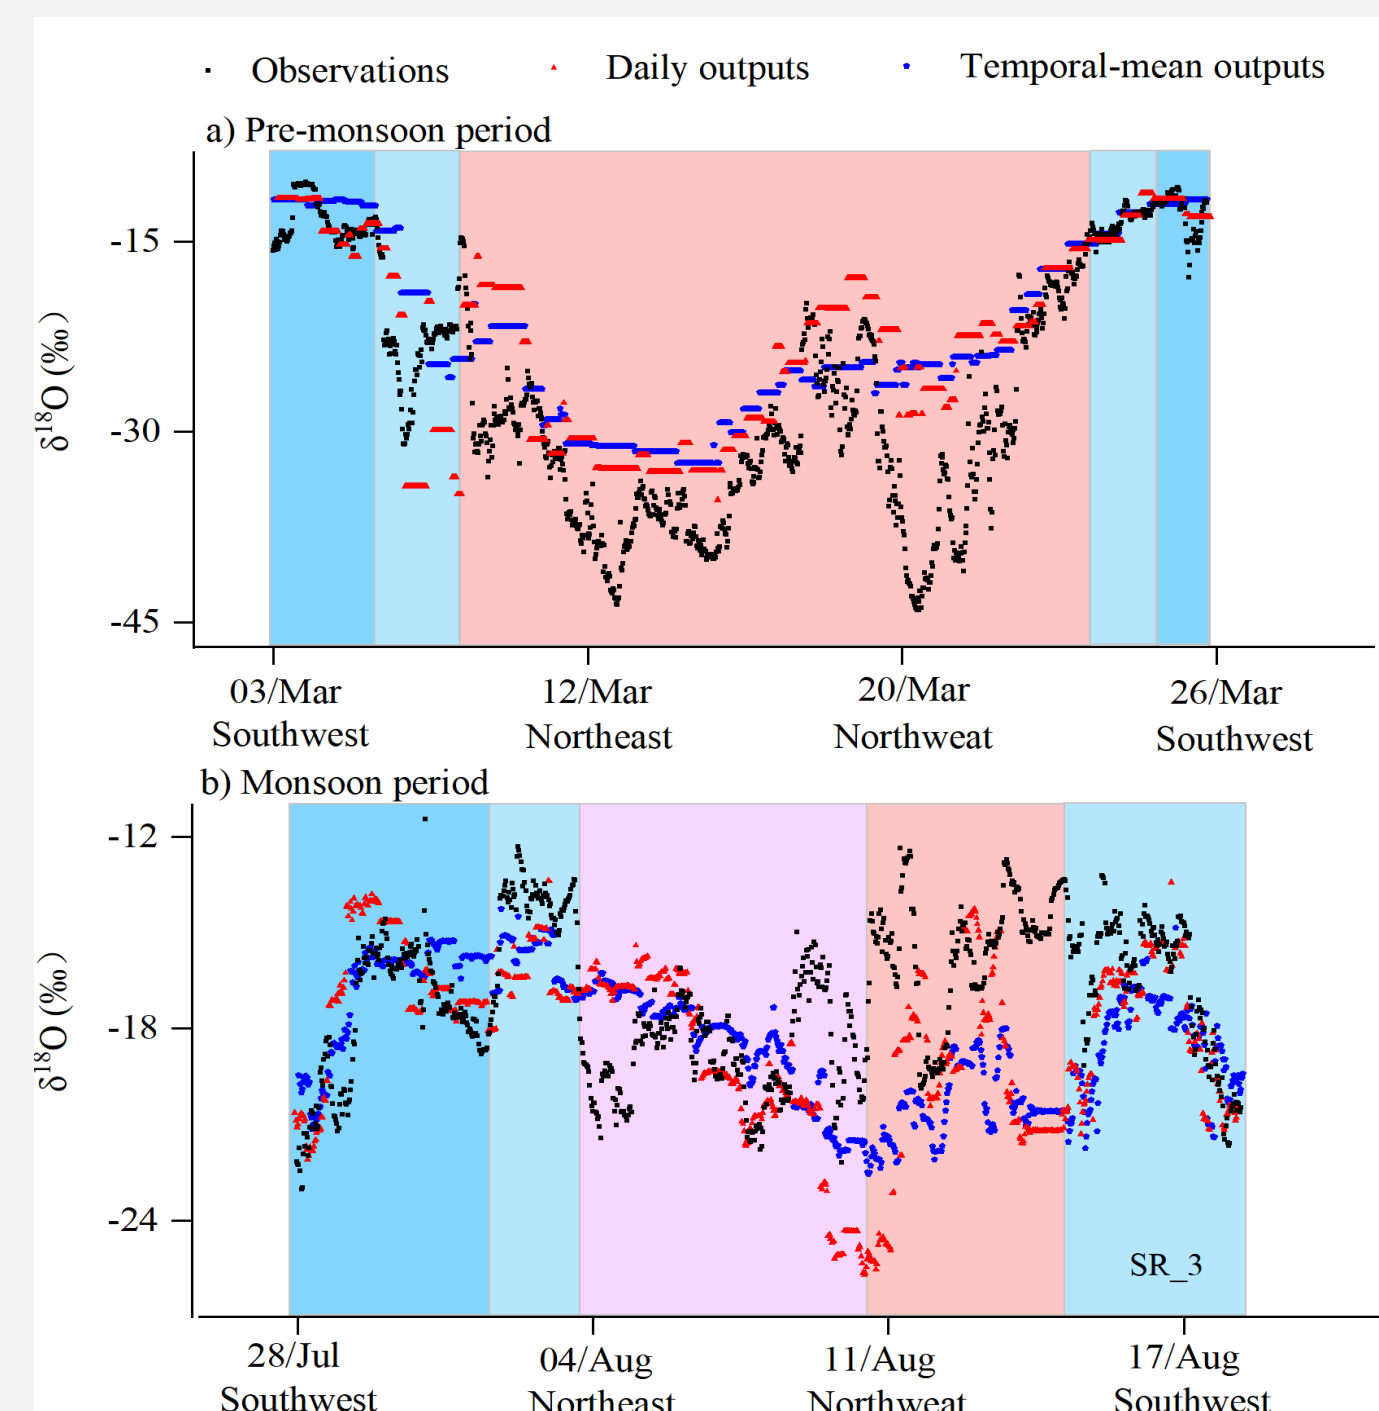 Observations Daily outputs Temporal-mean outputs
a) Pre-monsoon period
δ¹⁸O (‰)
-15
-30
-45
03/Mar 12/Mar 20/Mar 26/Mar
Southwest Northeast Northweat Southwest
b) Monsoon period
δ¹⁸O (‰)
-12
-18
-24
SR_3
28/Jul 04/Aug 11/Aug 17/Aug
Southwest Northeast Northweat Southwest